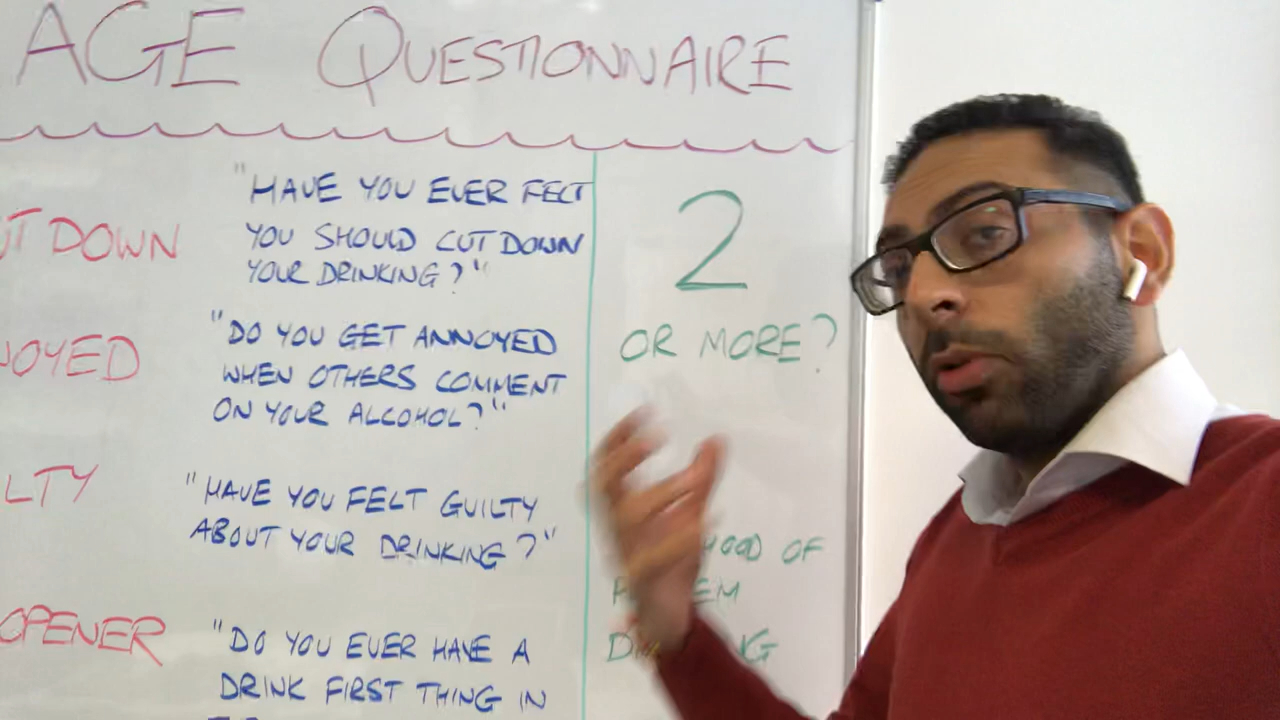 AGE QUESTIONNAIRE
UT DOWN
"HAVE YOU EVER FELT
YOU SHOULD CUT DOWN
YOUR DRINKING?"
NOYED
"DO YOU GET ANNOYED
WHEN OTHERS COMMENT
ON YOUR ALCOHOL?"
LTY
"HAVE YOU FELT GUILTY
ABOUT YOUR DRINKING?"
OPENER
"DO YOU EVER HAVE A
DRINK FIRST THING IN
2
OR MORE?
HOOD OF